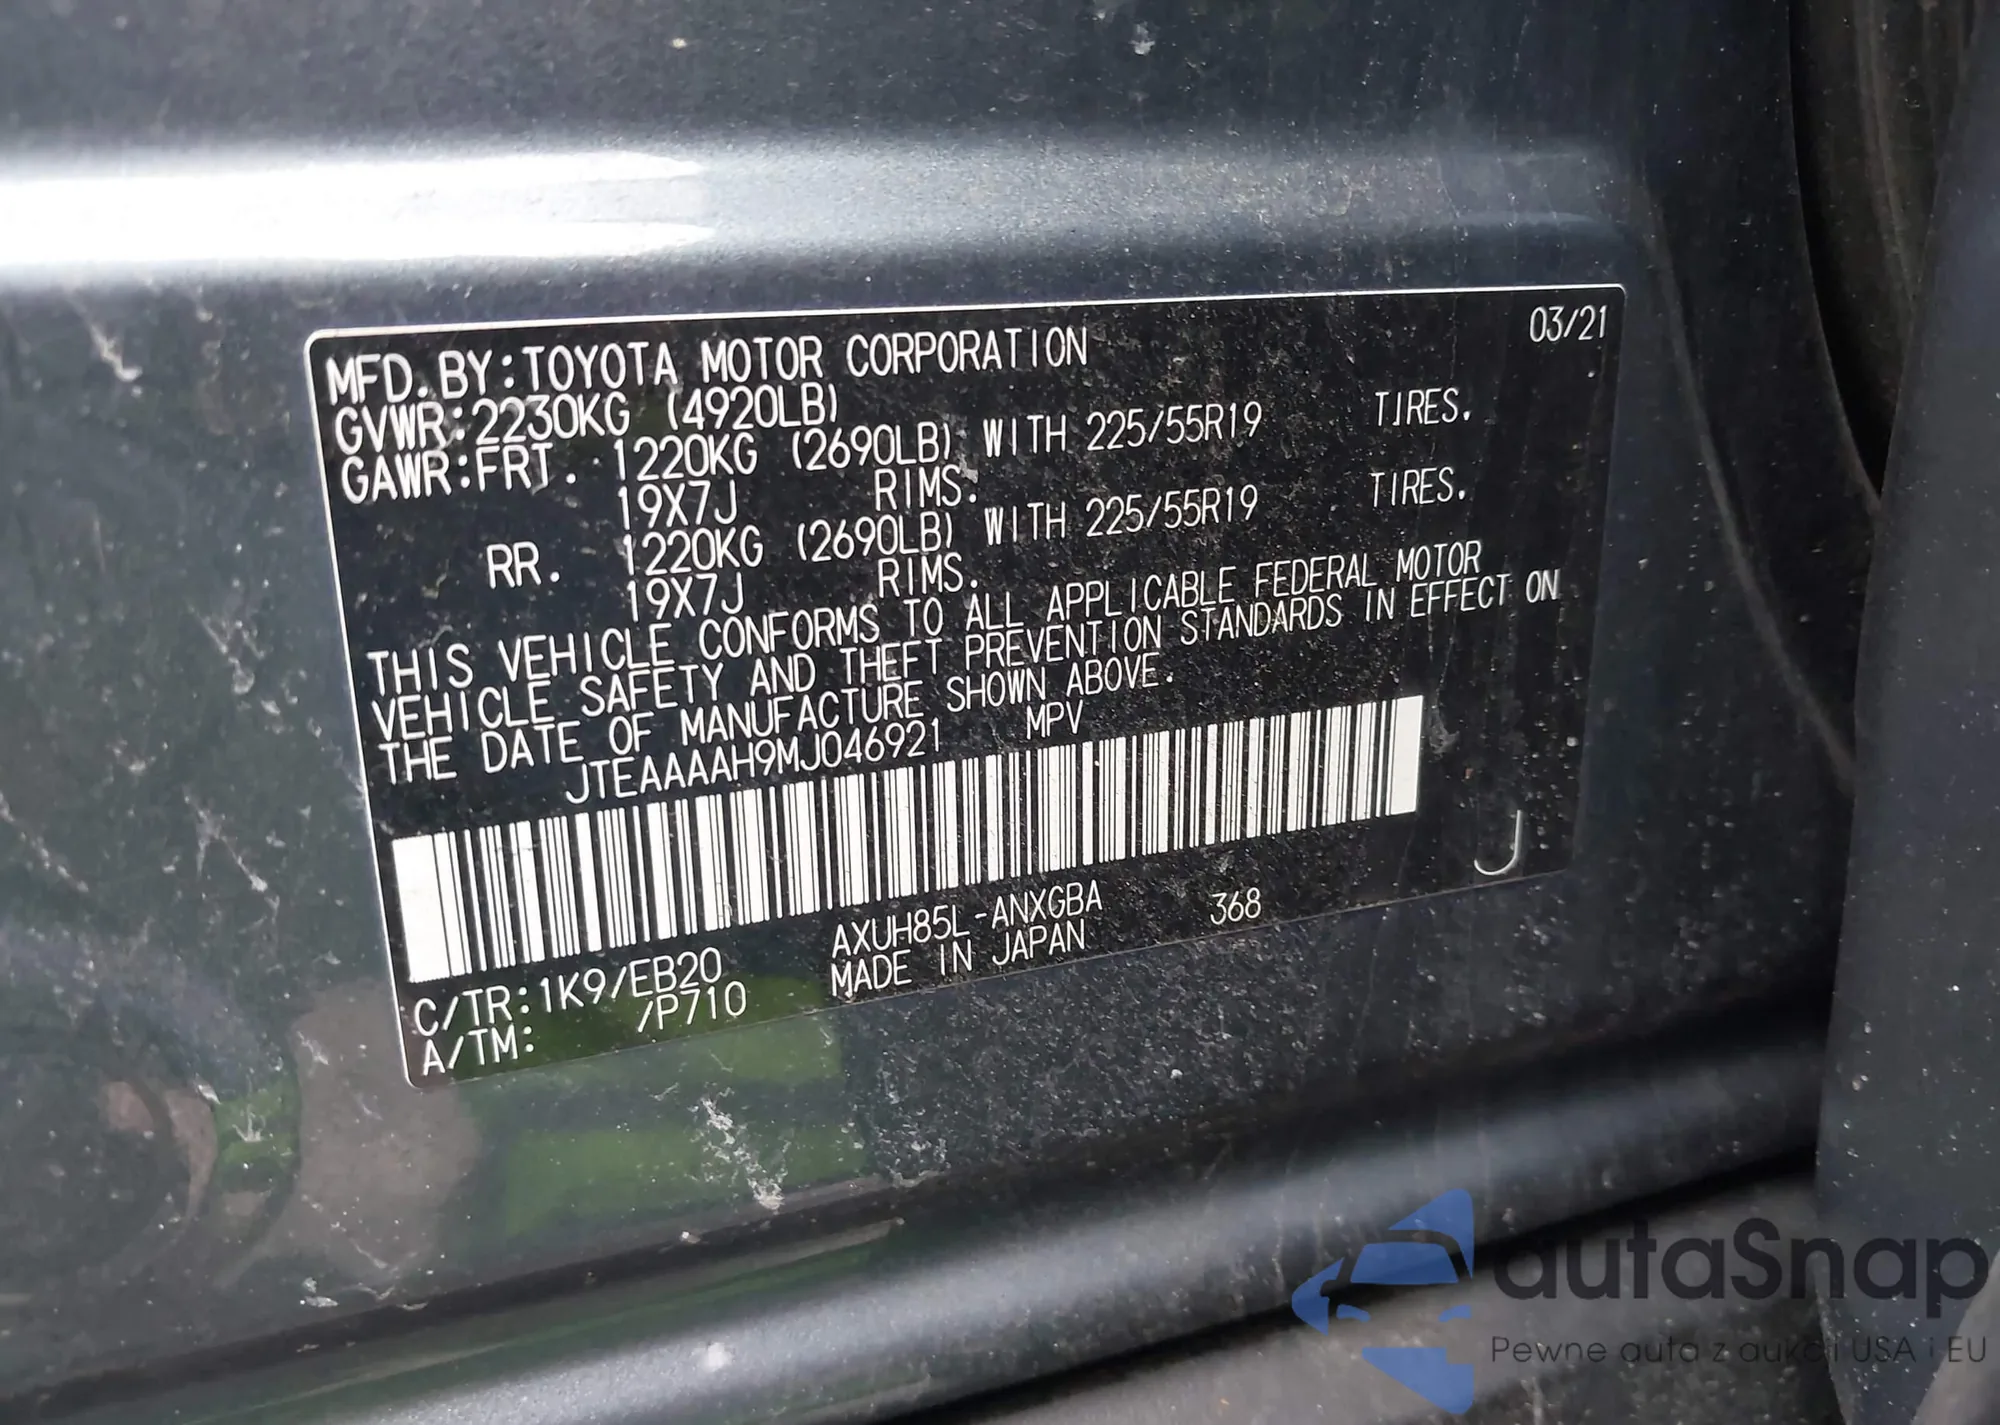 MFD. BY:TOYOTA MOTOR CORPORATION 03/21
GVWR:2230KG (4920LB)
GAWR:FRT. 1220KG (2690LB) WITH 225/55R19 TIRES.
19X7J RIMS.
RR. 1220KG (2690LB) WITH 225/55R19 TIRES.
19X7J RIMS.
THIS VEHICLE CONFORMS TO ALL APPLICABLE FEDERAL MOTOR
VEHICLE SAFETY AND THEFT PREVENTION STANDARDS IN EFFECT ON
THE DATE OF MANUFACTURE SHOWN ABOVE.
JTEAAAAH9MJ046921 MPV
J
C/TR:1K9/EB20 AXUH85L-ANXGBA 368
A/TM: /P710 MADE IN JAPAN
autaSnap
Pewne auta z aukcji USA i EU